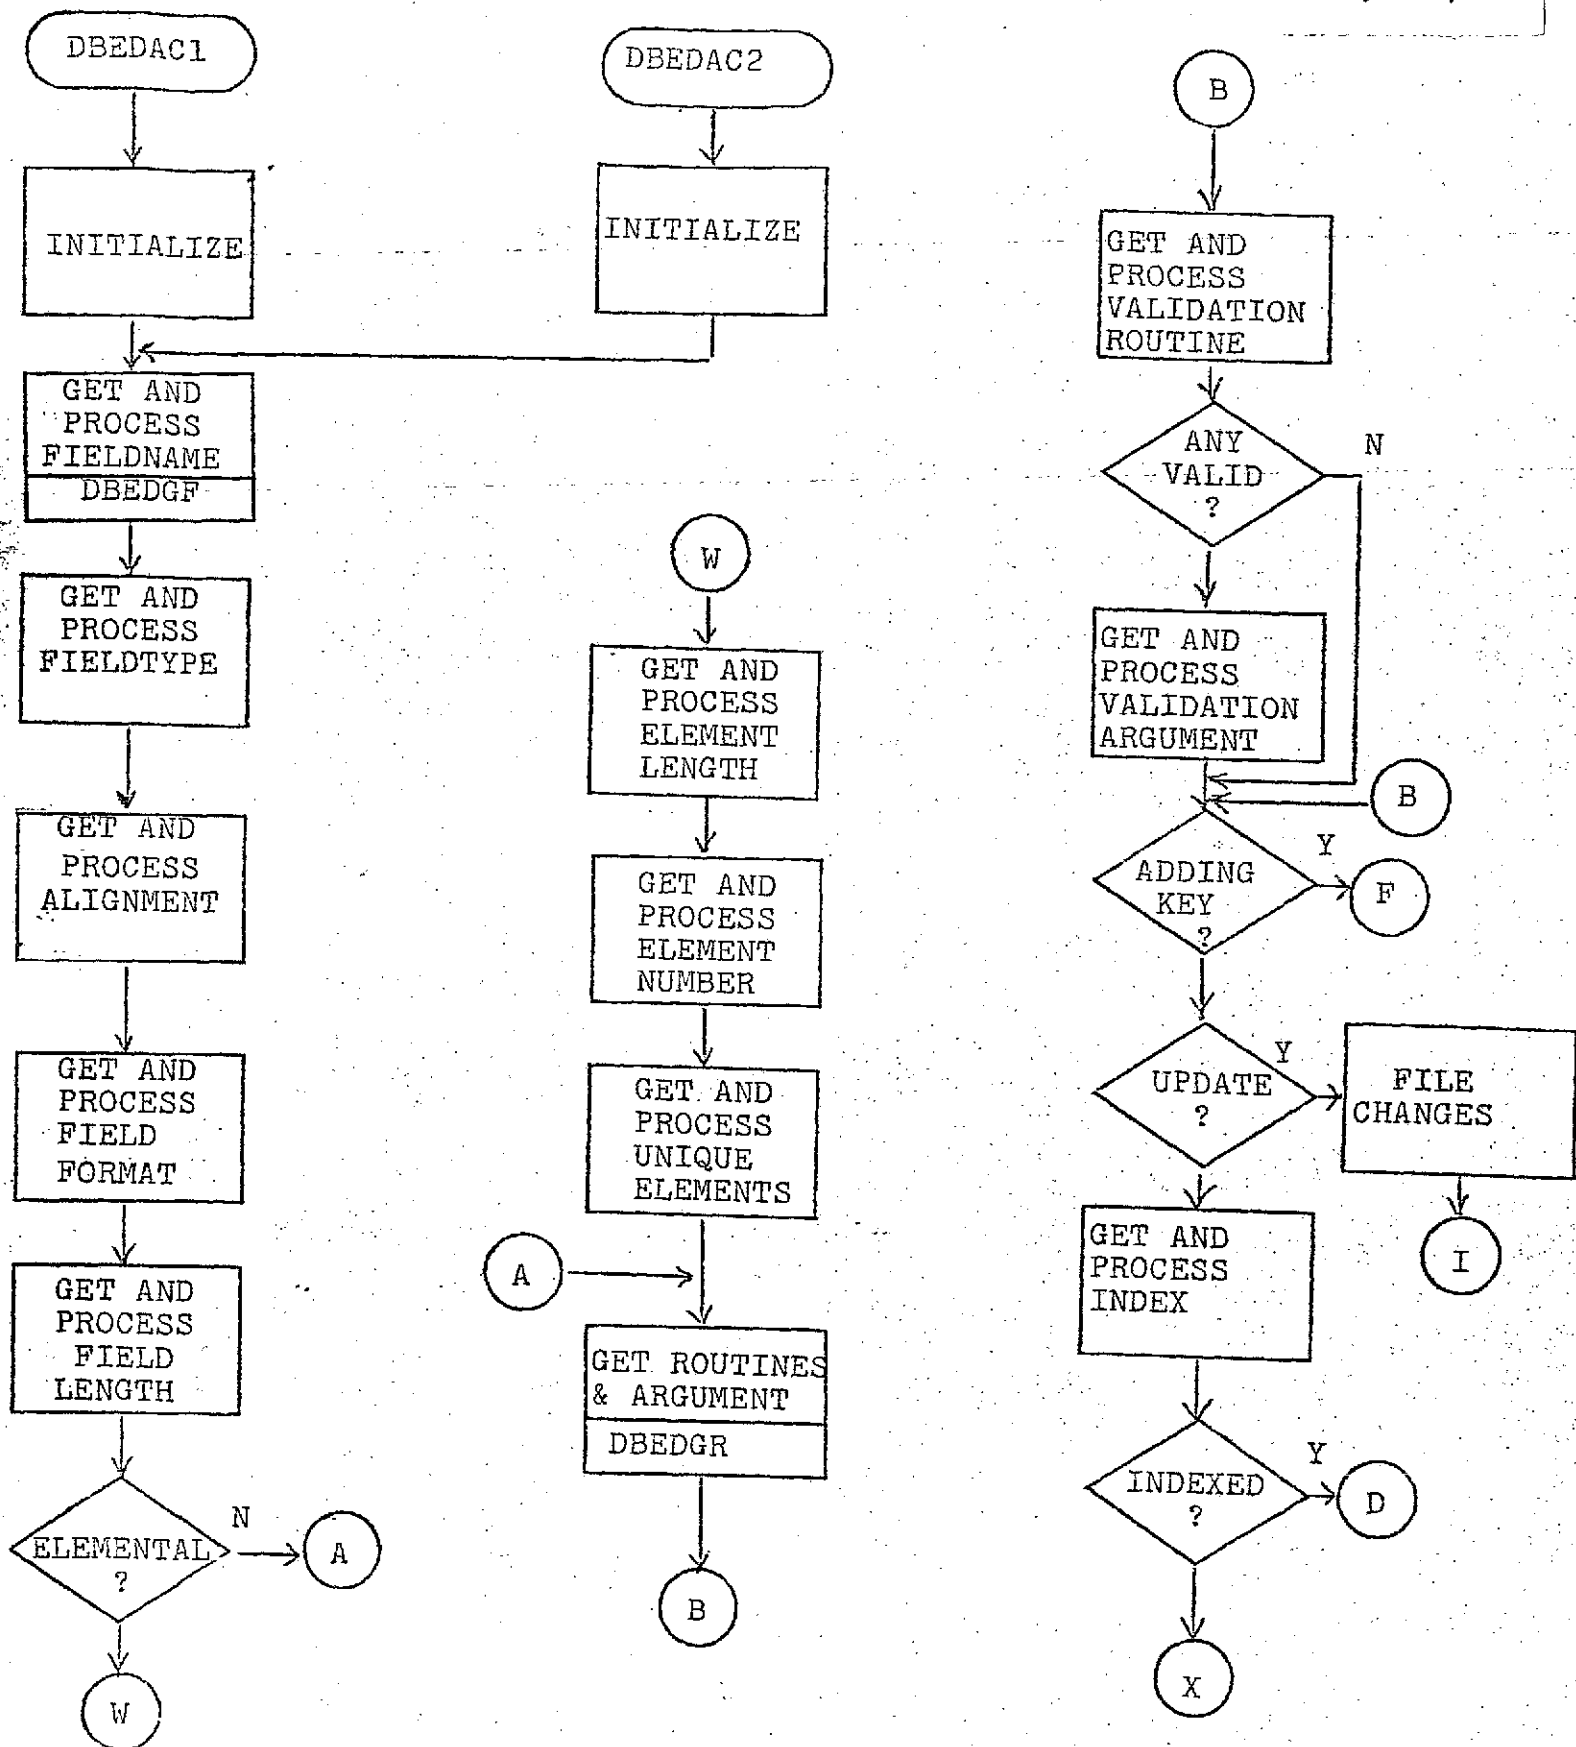 DBEDAC1
INITIALIZE
GET AND
PROCESS
FIELDNAME
DBEDGF
GET AND
PROCESS
FIELDTYPE
GET AND
PROCESS
ALIGNMENT
GET AND
PROCESS
FIELD
FORMAT
GET AND
PROCESS
FIELD
LENGTH
ELEMENTAL
?
N
A
W
DBEDAC2
INITIALIZE
W
GET AND
PROCESS
ELEMENT
LENGTH
GET AND
PROCESS
ELEMENT
NUMBER
GET AND
PROCESS
UNIQUE
ELEMENTS
A
GET ROUTINES
& ARGUMENT
DBEDGR
B
B
GET AND
PROCESS
VALIDATION
ROUTINE
ANY
VALID
?
N
GET AND
PROCESS
VALIDATION
ARGUMENT
B
ADDING
KEY
?
Y
F
UPDATE
?
Y
FILE
CHANGES
I
GET AND
PROCESS
INDEX
INDEXED
?
Y
D
X